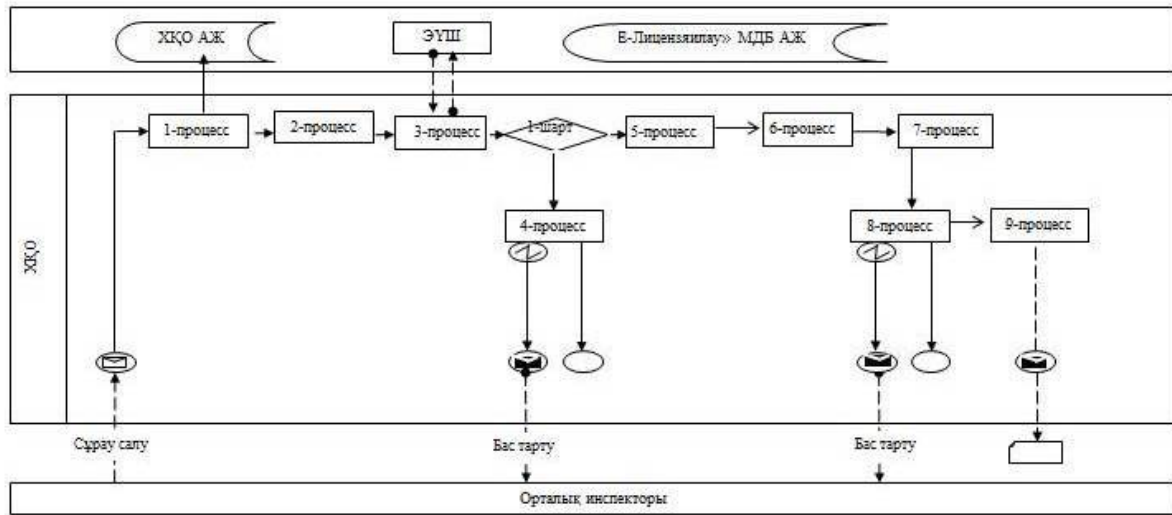 ХҚО АЖ
ЭҮШ
Е-Лицензяилау» МДБ АЖ
ХҚО
1-процесс
2-процесс
3-процесс
1-шарт
5-процесс
6-процесс
7-процесс
4-процесс
8-процесс
9-процесс
Сұрау салу
Бас тарту
Бас тарту
Орталық инспекторы